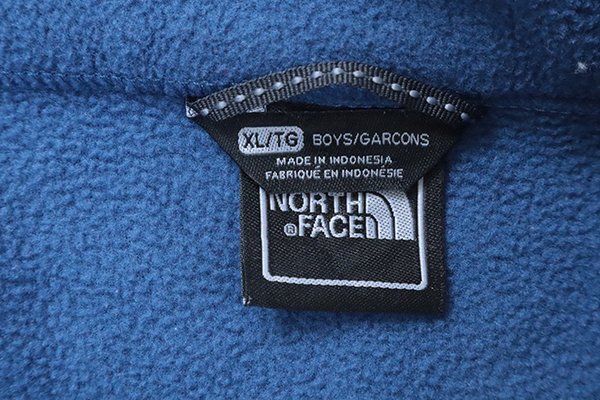 XL/TG BOYS/GARCONS
MADE IN INDONESIA
FABRIQUÉ EN INDONÉSIE
NORTH
® FACE